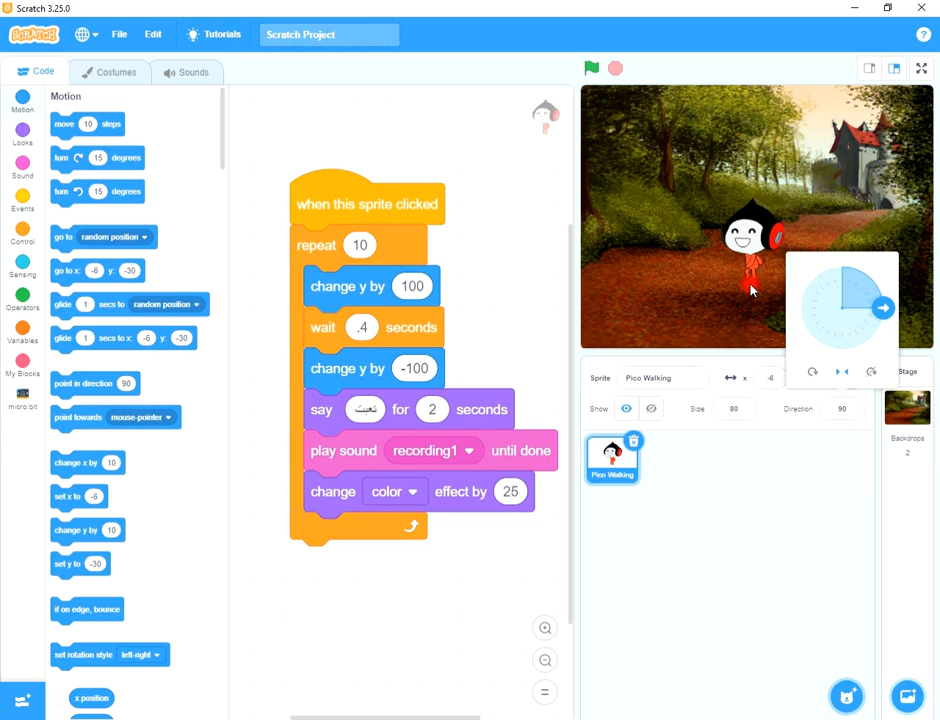 Scratch 3.25.0
SCRATCH File Edit Tutorials Scratch Project ?
Code Costumes Sounds
Motion
Looks
Sound
Events
Control
Sensing
Operators
Variables
My Blocks
micro:bit
Motion
move 10 steps
turn 15 degrees
turn 15 degrees
go to random position
go to x: -6 y: -30
glide 1 secs to random position
glide 1 secs to x: -6 y: -30
point in direction 90
point towards mouse-pointer
change x by 10
set x to -6
change y by 10
set y to -30
if on edge, bounce
set rotation style left-right
x position
when this sprite clicked
repeat 10
change y by 100
wait .4 seconds
change y by -100
say تعبت for 2 seconds
play sound recording1 until done
change color effect by 25
Sprite Pico Walking x -6
Show Size 80 Direction 90
Pico Walking
Stage
Backdrops
2